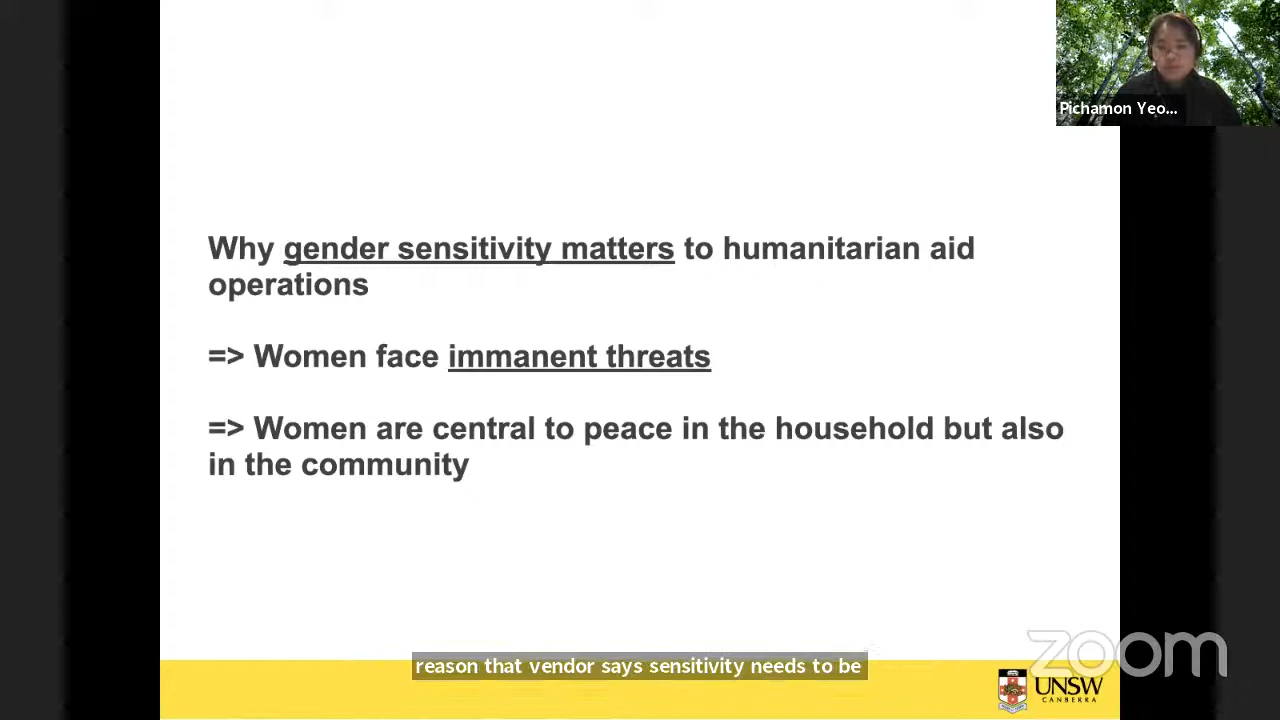 Pichamon Yeo...
Why gender sensitivity matters to humanitarian aid
operations
=> Women face immanent threats
=> Women are central to peace in the household but also
in the community
reason that vendor says sensitivity needs to be
zoom
UNSW
CANBERRA